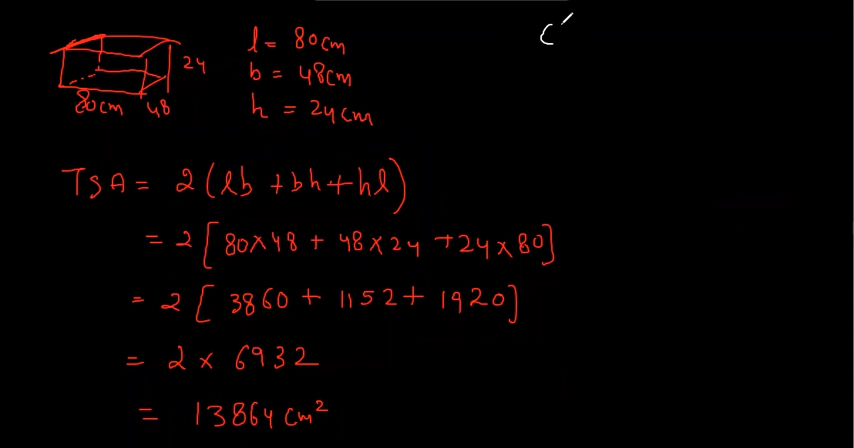 24
80cm 48
l = 80cm
b = 48cm
h = 24cm
TSA = 2(lb + bh + hl)
= 2[80×48 + 48×24 + 24×80]
= 2[3860 + 1152 + 1920]
= 2 × 6932
= 13864 cm²